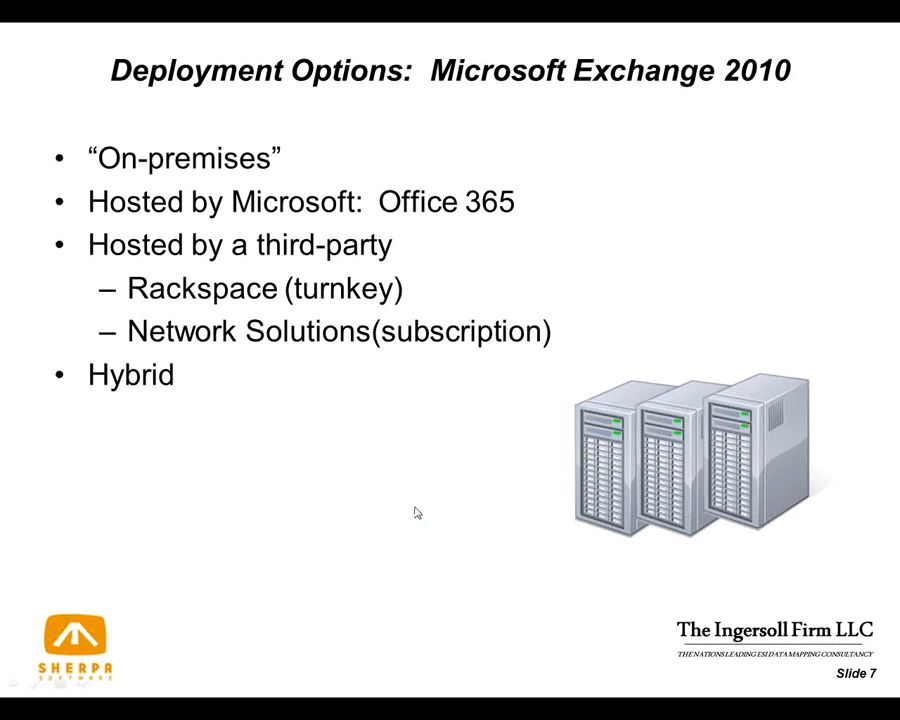 Deployment Options: Microsoft Exchange 2010
• “On-premises”
• Hosted by Microsoft: Office 365
• Hosted by a third-party
– Rackspace (turnkey)
– Network Solutions(subscription)
• Hybrid
SHERPA
SOFTWARE
The Ingersoll Firm LLC
THE NATIONS LEADING ESI DATA MAPPING CONSULTANCY
Slide 7